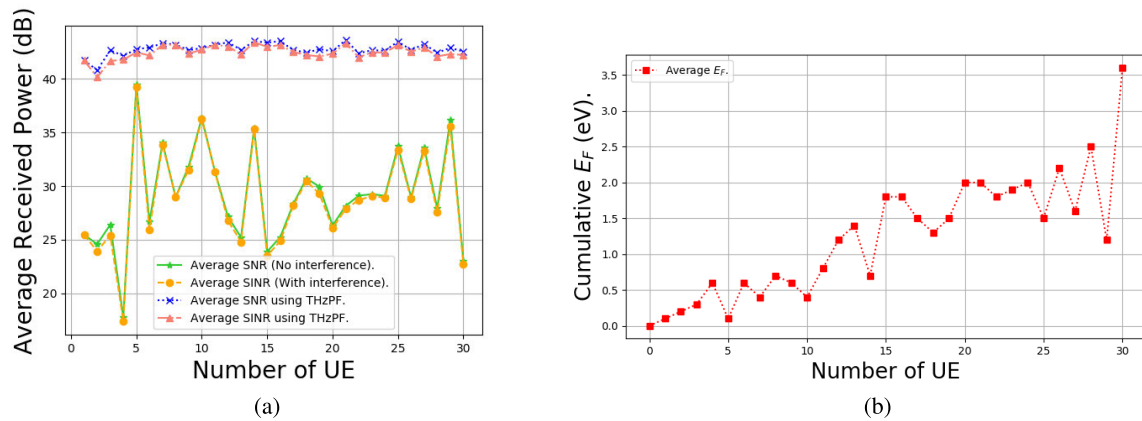 Average Received Power (dB)
40
35
30
25
20
0
5
10
15
20
25
30
Number of UE
Average SNR (No interference).
Average SINR (With interference).
Average SNR using THzPF.
Average SINR using THzPF.
(a)
Cumulative E_F (eV).
3.5
3.0
2.5
2.0
1.5
1.0
0.5
0.0
0
5
10
15
20
25
30
Number of UE
Average E_F.
(b)